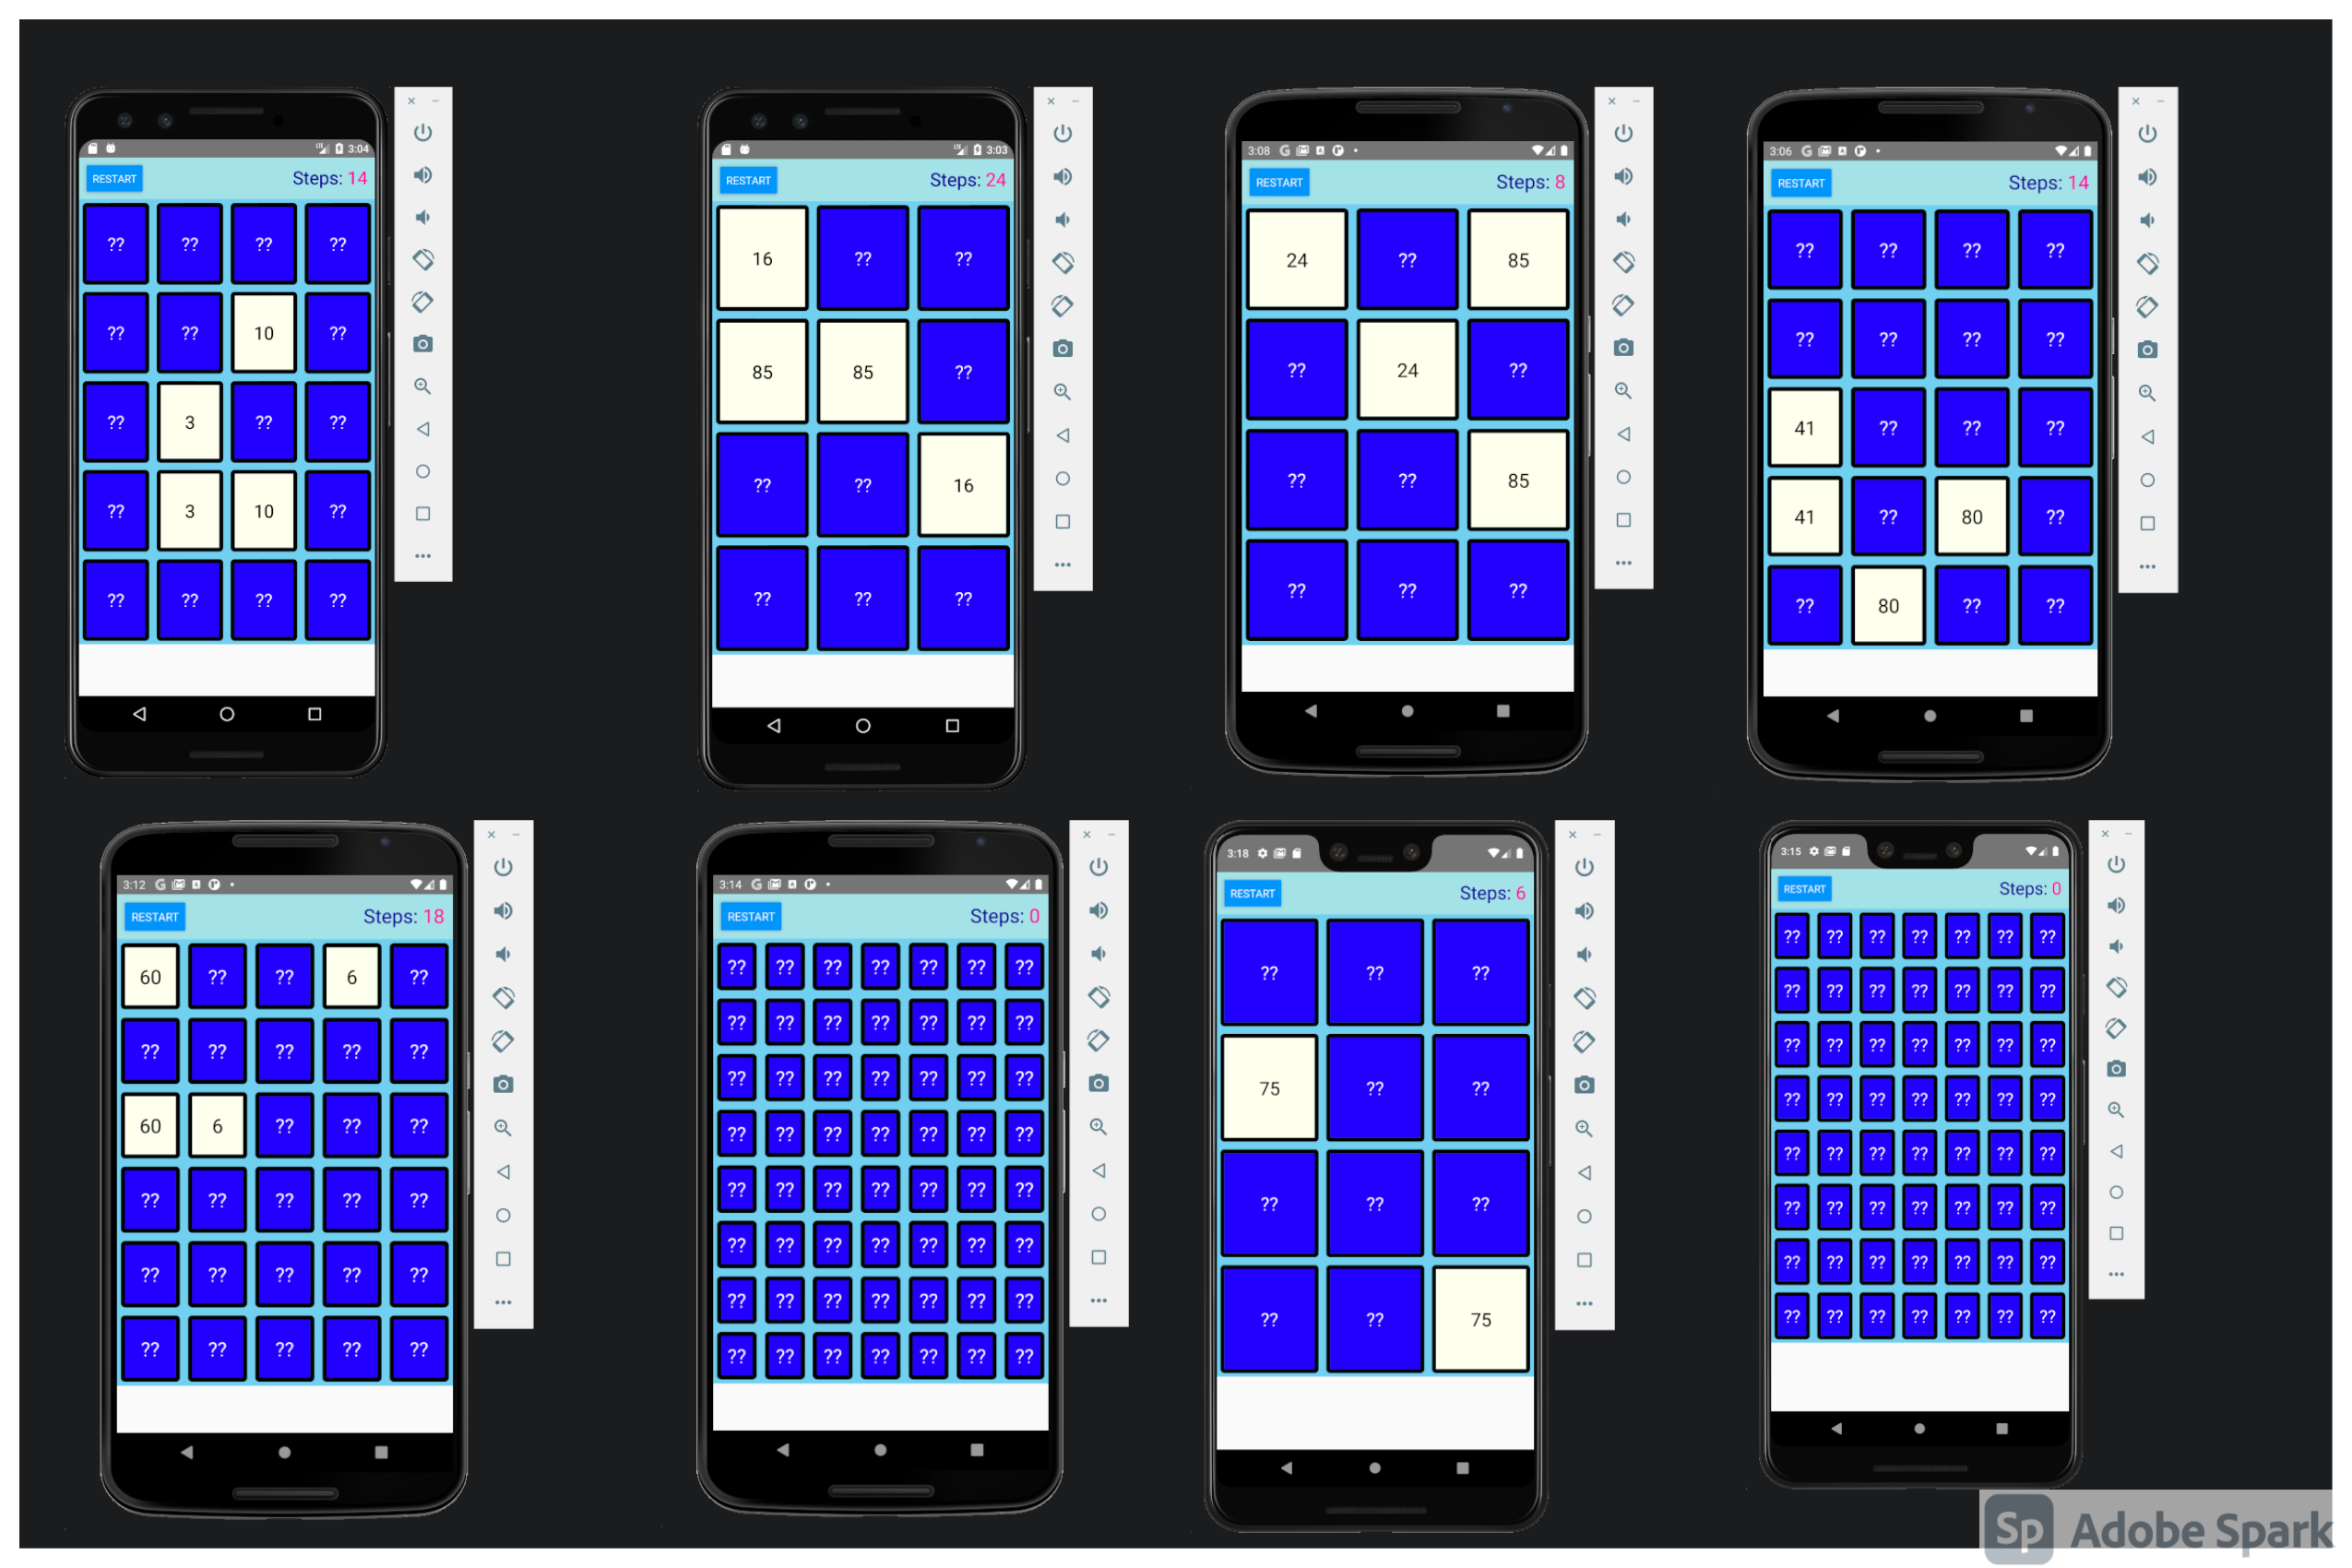 3:04
RESTART Steps: 14
?? ?? ?? ??
?? ?? 10 ??
?? 3 ?? ??
?? 3 10 ??
?? ?? ?? ??
3:03
RESTART Steps: 24
16 ?? ??
85 85 ??
?? ?? 16
?? ?? ??
3:08
RESTART Steps: 8
24 ?? 85
?? 24 ??
?? ?? 85
?? ?? ??
3:06
RESTART Steps: 14
?? ?? ?? ??
?? ?? ?? ??
41 ?? ?? ??
41 ?? 80 ??
?? 80 ?? ??
3:12
RESTART Steps: 18
60 ?? ?? 6 ??
?? ?? ?? ?? ??
60 6 ?? ?? ??
?? ?? ?? ?? ??
?? ?? ?? ?? ??
?? ?? ?? ?? ??
3:14
RESTART Steps: 0
?? ?? ?? ?? ?? ?? ??
?? ?? ?? ?? ?? ?? ??
?? ?? ?? ?? ?? ?? ??
?? ?? ?? ?? ?? ?? ??
?? ?? ?? ?? ?? ?? ??
?? ?? ?? ?? ?? ?? ??
?? ?? ?? ?? ?? ?? ??
?? ?? ?? ?? ?? ?? ??
3:18
RESTART Steps: 6
?? ?? ??
75 ?? ??
?? ?? ??
?? ?? 75
3:15
RESTART Steps: 0
?? ?? ?? ?? ?? ?? ??
?? ?? ?? ?? ?? ?? ??
?? ?? ?? ?? ?? ?? ??
?? ?? ?? ?? ?? ?? ??
?? ?? ?? ?? ?? ?? ??
?? ?? ?? ?? ?? ?? ??
?? ?? ?? ?? ?? ?? ??
?? ?? ?? ?? ?? ?? ??
Sp Adobe Spark